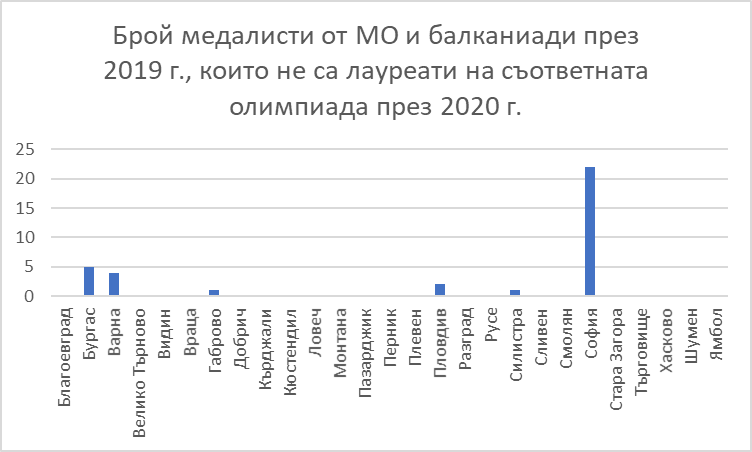 Брой медалисти от МО и балканиади през
2019 г., които не са лауреати на съответната
олимпиада през 2020 г.
25
20
15
10
5
0
Благоевград
Бургас
Варна
Велико Търново
Видин
Враца
Габрово
Добрич
Кърджали
Кюстендил
Ловеч
Монтана
Пазарджик
Перник
Плевен
Пловдив
Разград
Русе
Силистра
Сливен
Смолян
София
Стара Загора
Търговище
Хасково
Шумен
Ямбол